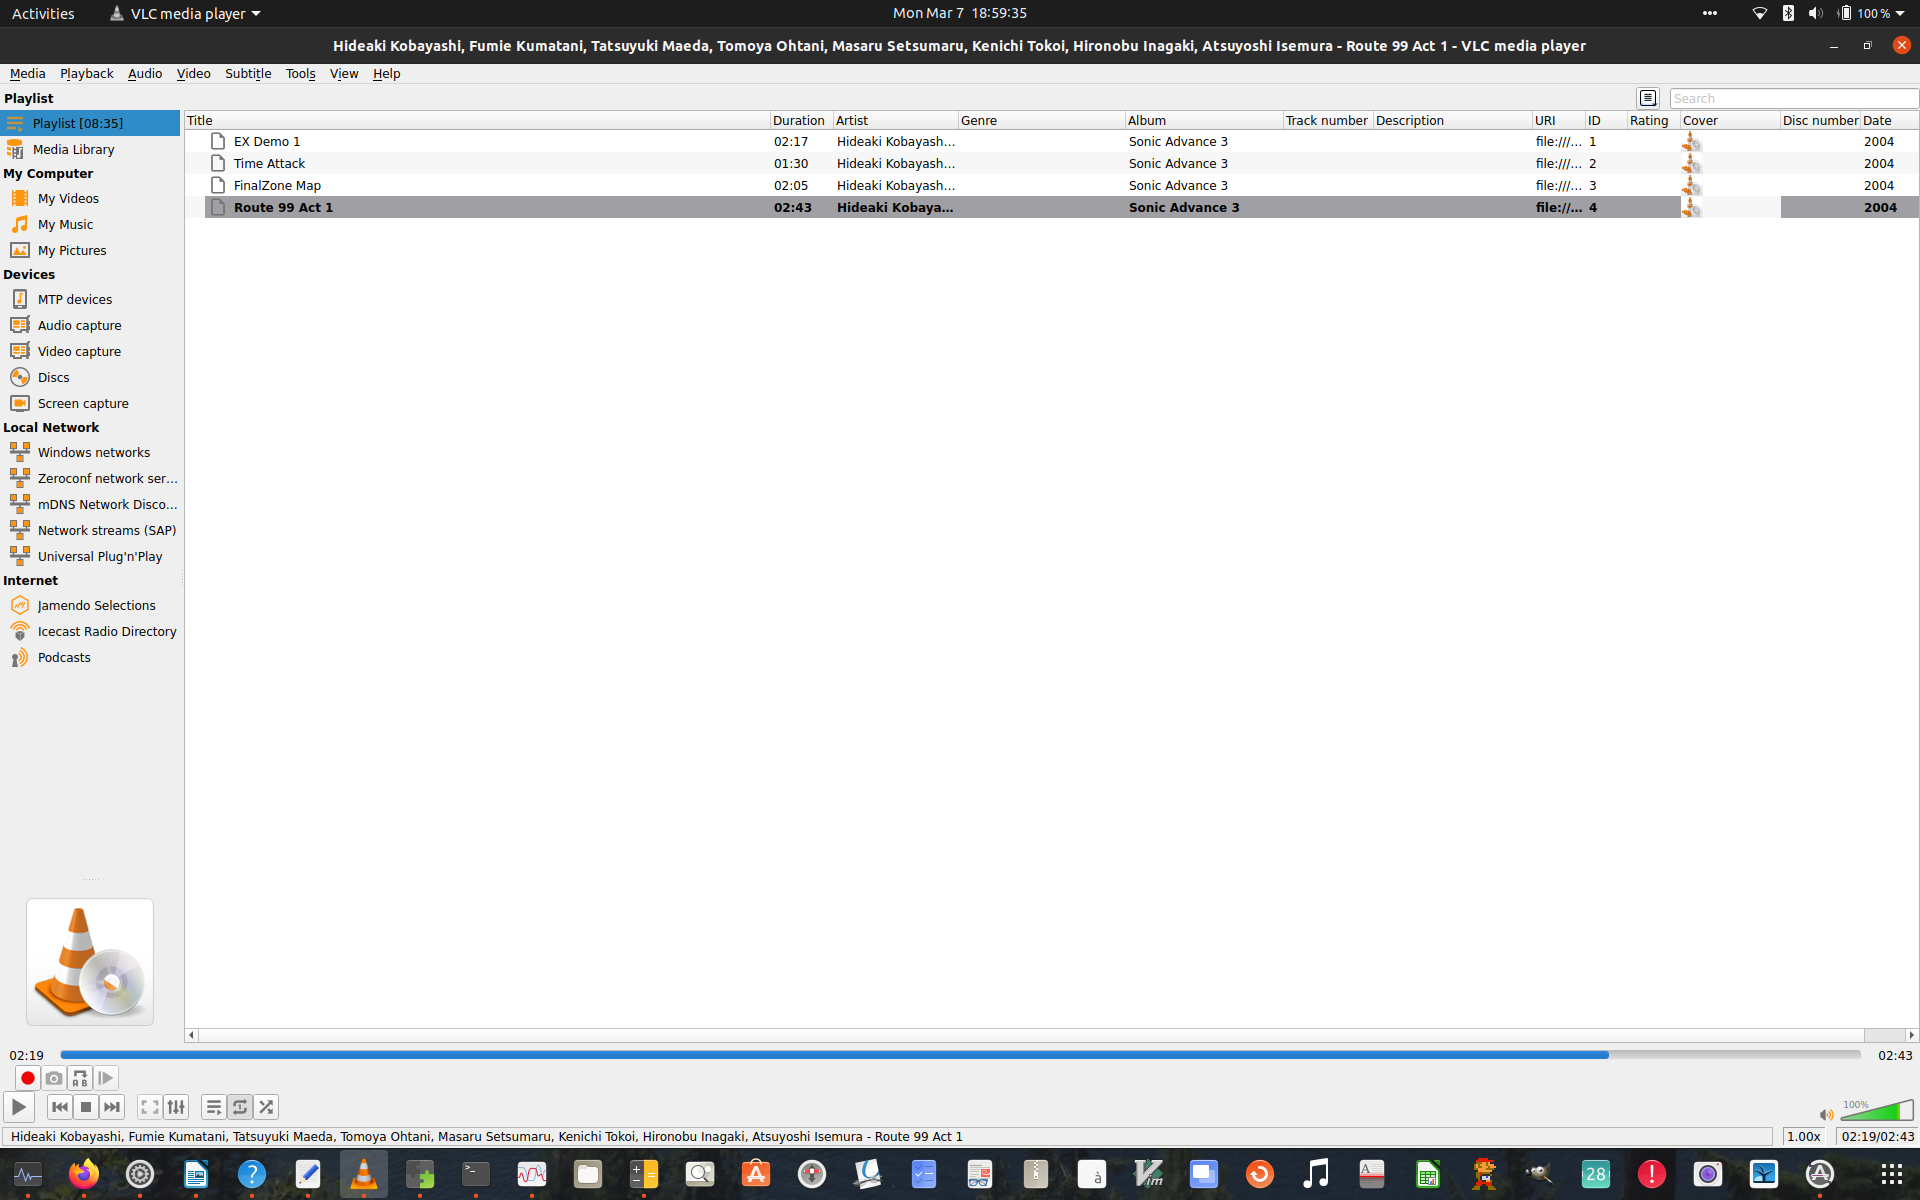 Activities VLC media player Mon Mar 7 18:59:35 100 %
Hideaki Kobayashi, Fumie Kumatani, Tatsuyuki Maeda, Tomoya Ohtani, Masaru Setsumaru, Kenichi Tokoi, Hironobu Inagaki, Atsuyoshi Isemura - Route 99 Act 1 - VLC media player
Media Playback Audio Video Subtitle Tools View Help
Playlist
Search
Playlist [08:35]
Media Library
My Computer
My Videos
My Music
My Pictures
Devices
MTP devices
Audio capture
Video capture
Discs
Screen capture
Local Network
Windows networks
Zeroconf network ser...
mDNS Network Disco...
Network streams (SAP)
Universal Plug'n'Play
Internet
Jamendo Selections
Icecast Radio Directory
Podcasts
Title Duration Artist Genre Album Track number Description URI ID Rating Cover Disc number Date
EX Demo 1 02:17 Hideaki Kobayash... Sonic Advance 3 file:///... 1 2004
Time Attack 01:30 Hideaki Kobayash... Sonic Advance 3 file:///... 2 2004
FinalZone Map 02:05 Hideaki Kobayash... Sonic Advance 3 file:///... 3 2004
Route 99 Act 1 02:43 Hideaki Kobaya... Sonic Advance 3 file://... 4 2004
02:19 02:43
A B
100%
Hideaki Kobayashi, Fumie Kumatani, Tatsuyuki Maeda, Tomoya Ohtani, Masaru Setsumaru, Kenichi Tokoi, Hironobu Inagaki, Atsuyoshi Isemura - Route 99 Act 1 1.00x 02:19/02:43
28